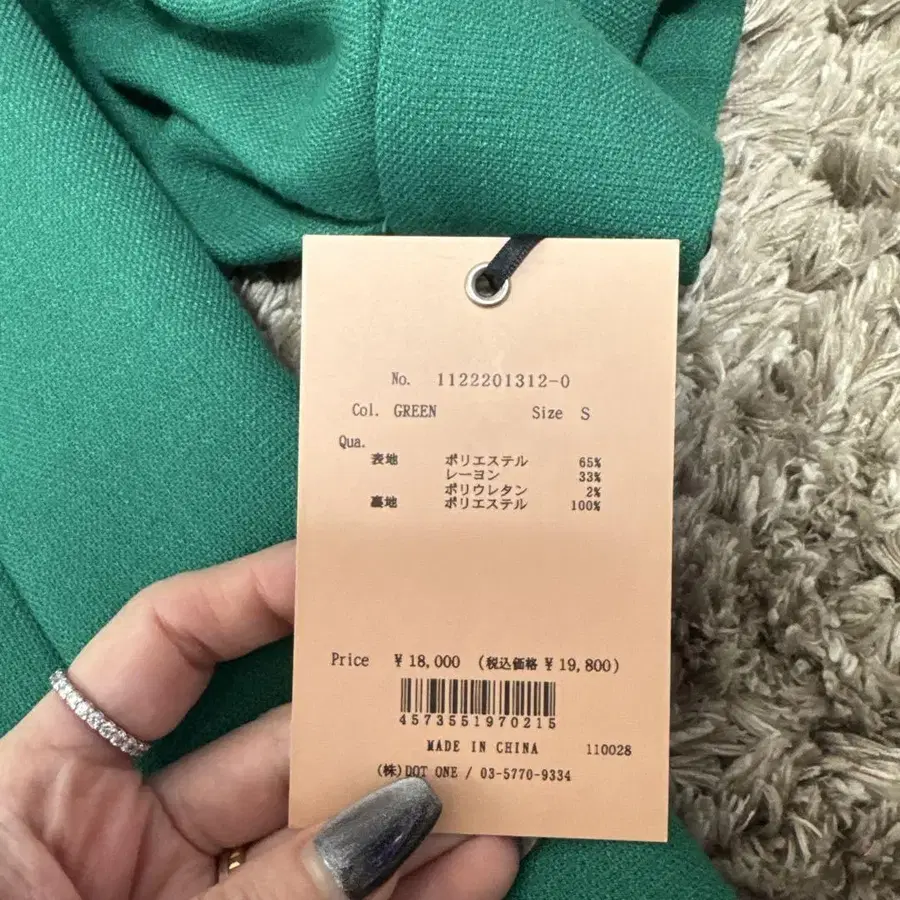 No. 1122201312-0
Col. GREEN Size S
Qua.
表地 ポリエステル 65%
レーヨン 33%
ポリウレタン 2%
裏地 ポリエステル 100%
Price ¥18,000 (税込価格 ¥19,800)
4573551970215
MADE IN CHINA 110028
(株)DOT ONE / 03-5770-9334